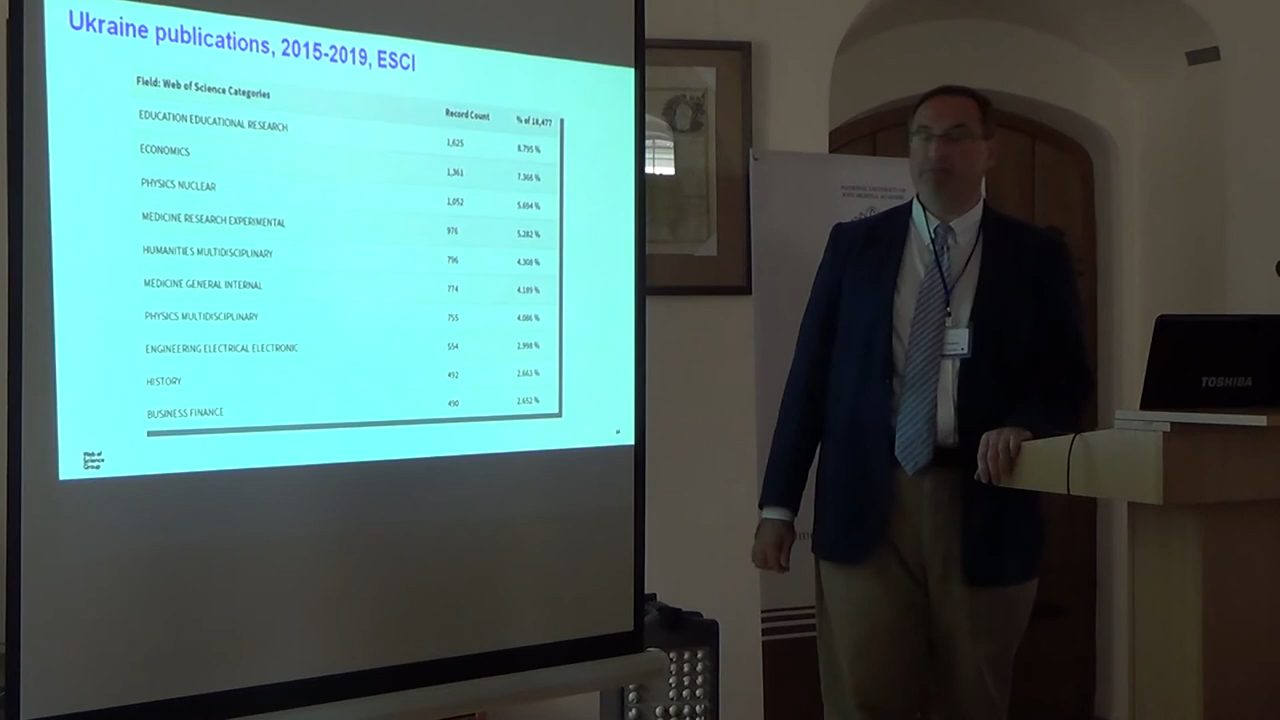 Ukraine publications, 2015-2019, ESCI
Field: Web of Science Categories Record Count % of 18,477
EDUCATION EDUCATIONAL RESEARCH 1,625 8.795 %
ECONOMICS 1,361 7.366 %
PHYSICS NUCLEAR 1,052 5.694 %
MEDICINE RESEARCH EXPERIMENTAL 976 5.282 %
HUMANITIES MULTIDISCIPLINARY 796 4.308 %
MEDICINE GENERAL INTERNAL 774 4.189 %
PHYSICS MULTIDISCIPLINARY 755 4.086 %
ENGINEERING ELECTRICAL ELECTRONIC 554 2.998 %
HISTORY 492 2.663 %
BUSINESS FINANCE 490 2.652 %
Web of
Science
Group
NATIONAL UNIVERSITY OF
TOSHIBA